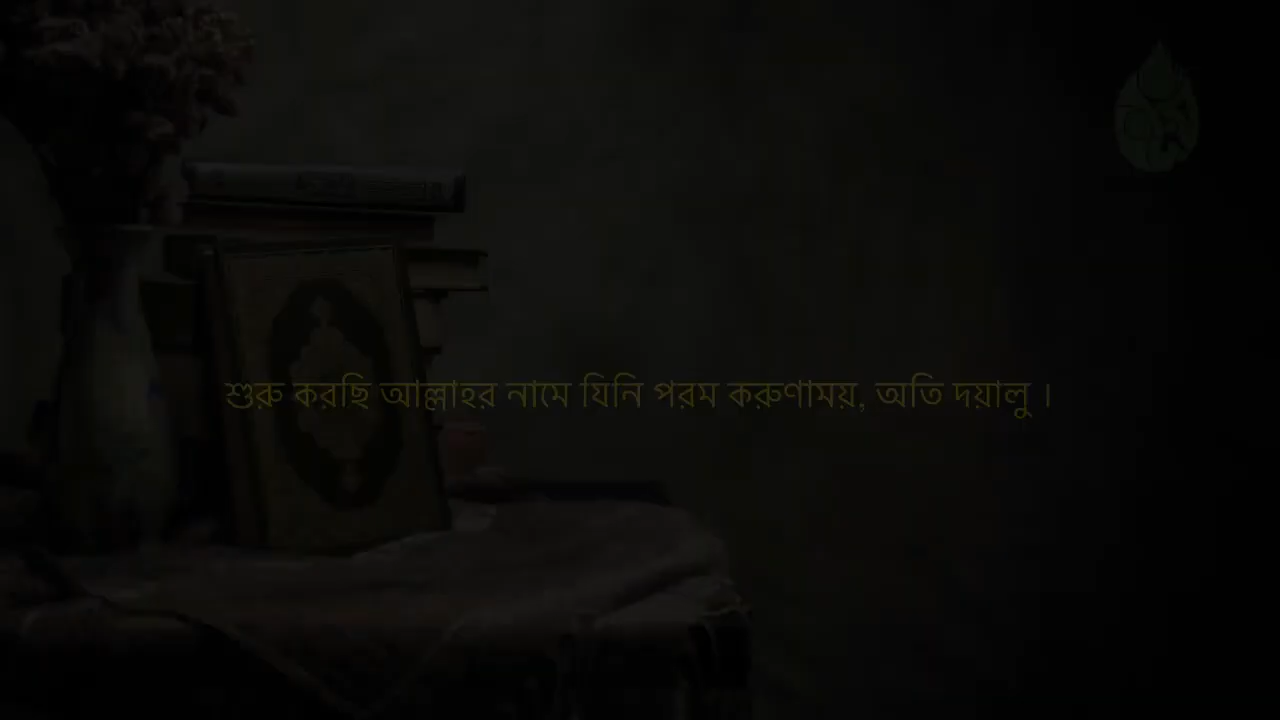 শুরু করছি আল্লাহর নামে যিনি পরম করুণাময়, অতি দয়ালু ।